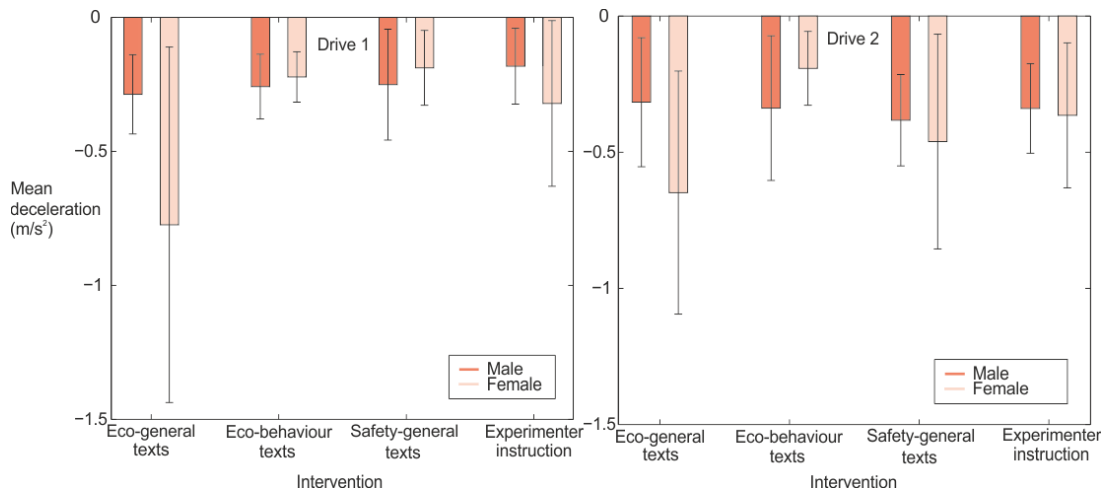 0
Drive 1
−0.5
Mean
deceleration
(m/s²)
−1
Male
Female
−1.5
Eco-general
texts
Eco-behaviour
texts
Safety-general
texts
Experimenter
instruction
Intervention
0
Drive 2
−0.5
−1
Male
Female
−1.5
Eco-general
texts
Eco-behaviour
texts
Safety-general
texts
Experimenter
instruction
Intervention